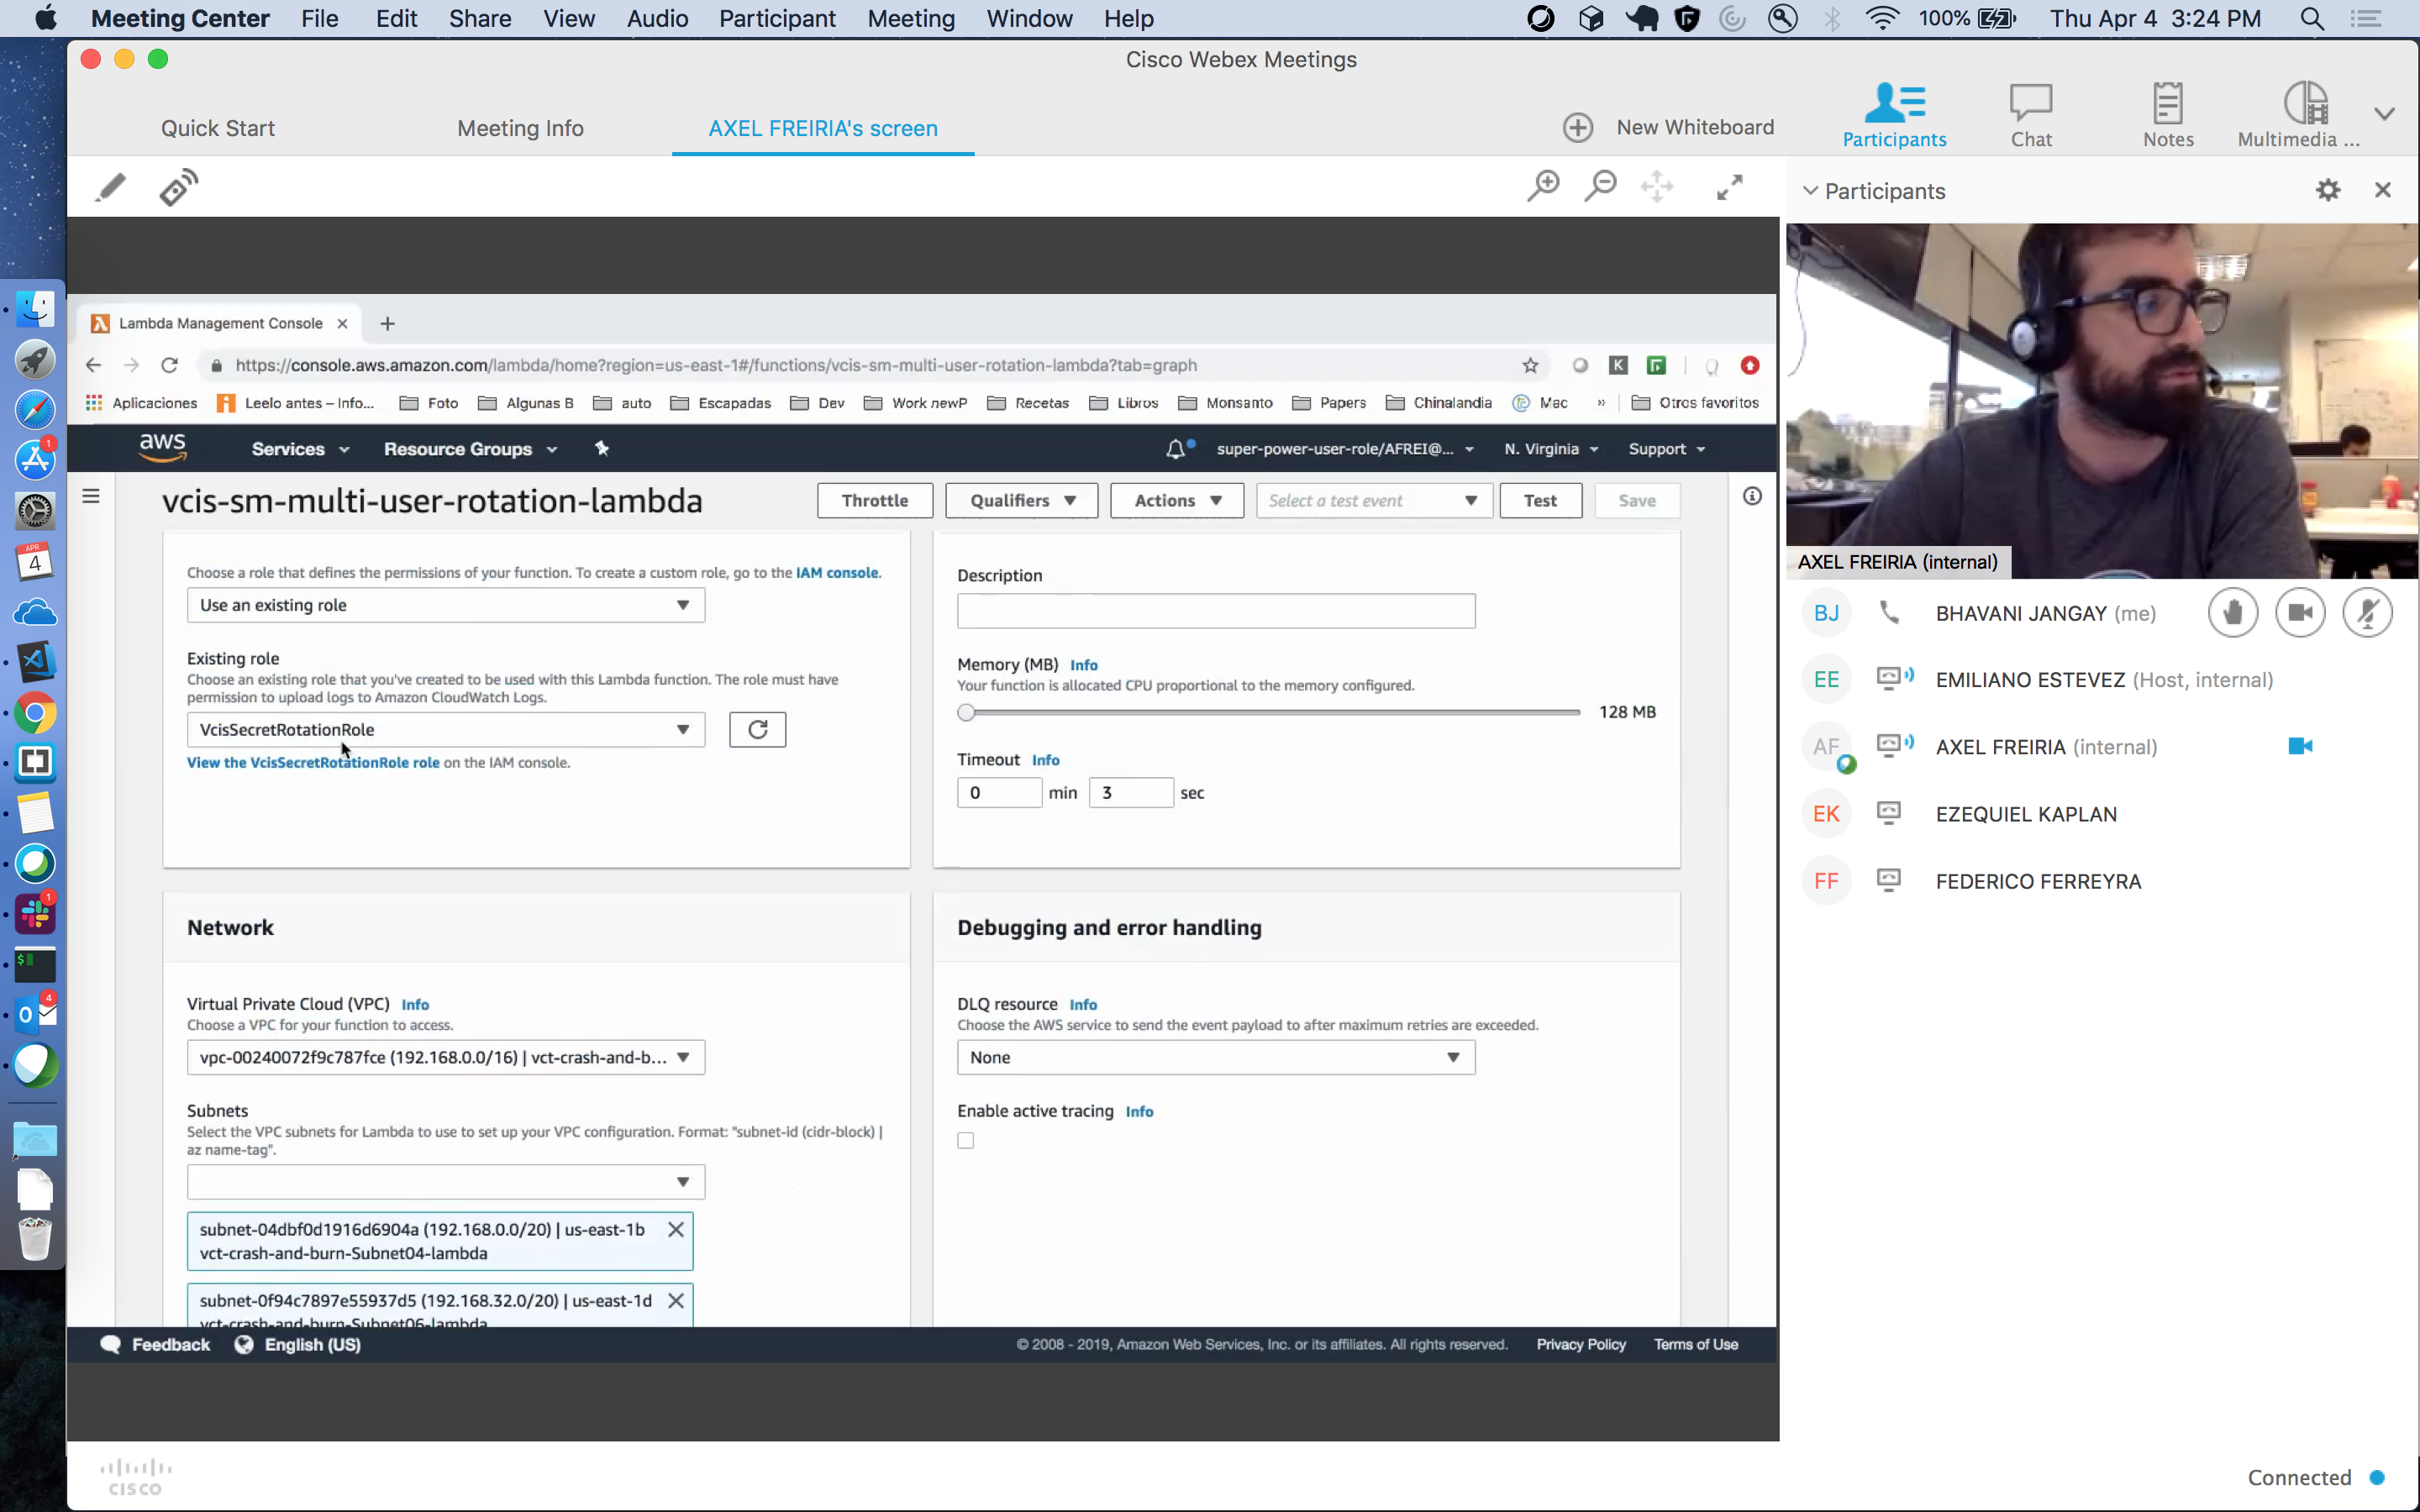 Meeting Center File Edit Share View Audio Participant Meeting Window Help
100% Thu Apr 4 3:24 PM
Cisco Webex Meetings
Quick Start Meeting Info AXEL FREIRIA's screen
New Whiteboard
Participants Chat Notes Multimedia ...
Participants
Lambda Management Console
https://console.aws.amazon.com/lambda/home?region=us-east-1#/functions/vcis-sm-multi-user-rotation-lambda?tab=graph
K
Aplicaciones Leelo antes – Info... Foto Algunas B auto Escapadas Dev Work newP Recetas Libros Monsanto Papers Chinalandia Mac » Otros favoritos
aws Services Resource Groups super-power-user-role/AFREI@... N. Virginia Support
vcis-sm-multi-user-rotation-lambda Throttle Qualifiers Actions Select a test event Test Save
Choose a role that defines the permissions of your function. To create a custom role, go to the IAM console.
Use an existing role
Existing role
Choose an existing role that you've created to be used with this Lambda function. The role must have
permission to upload logs to Amazon CloudWatch Logs.
VcisSecretRotationRole
View the VcisSecretRotationRole role on the IAM console.
Description
Memory (MB) Info
Your function is allocated CPU proportional to the memory configured.
128 MB
Timeout Info
0 min 3 sec
Network
Virtual Private Cloud (VPC) Info
Choose a VPC for your function to access.
vpc-00240072f9c787fce (192.168.0.0/16) | vct-crash-and-b...
Subnets
Select the VPC subnets for Lambda to use to set up your VPC configuration. Format: "subnet-id (cidr-block) |
az name-tag".
subnet-04dbf0d1916d6904a (192.168.0.0/20) | us-east-1b
vct-crash-and-burn-Subnet04-lambda
subnet-0f94c7897e55937d5 (192.168.32.0/20) | us-east-1d
vct-crash-and-burn-Subnet06-lambda
Debugging and error handling
DLQ resource Info
Choose the AWS service to send the event payload to after maximum retries are exceeded.
None
Enable active tracing Info
Feedback English (US) © 2008 - 2019, Amazon Web Services, Inc. or its affiliates. All rights reserved. Privacy Policy Terms of Use
AXEL FREIRIA (internal)
BJ BHAVANI JANGAY (me)
EE EMILIANO ESTEVEZ (Host, internal)
AF AXEL FREIRIA (internal)
EK EZEQUIEL KAPLAN
FF FEDERICO FERREYRA
1
APR
4
1
$
4
CISCO
Connected